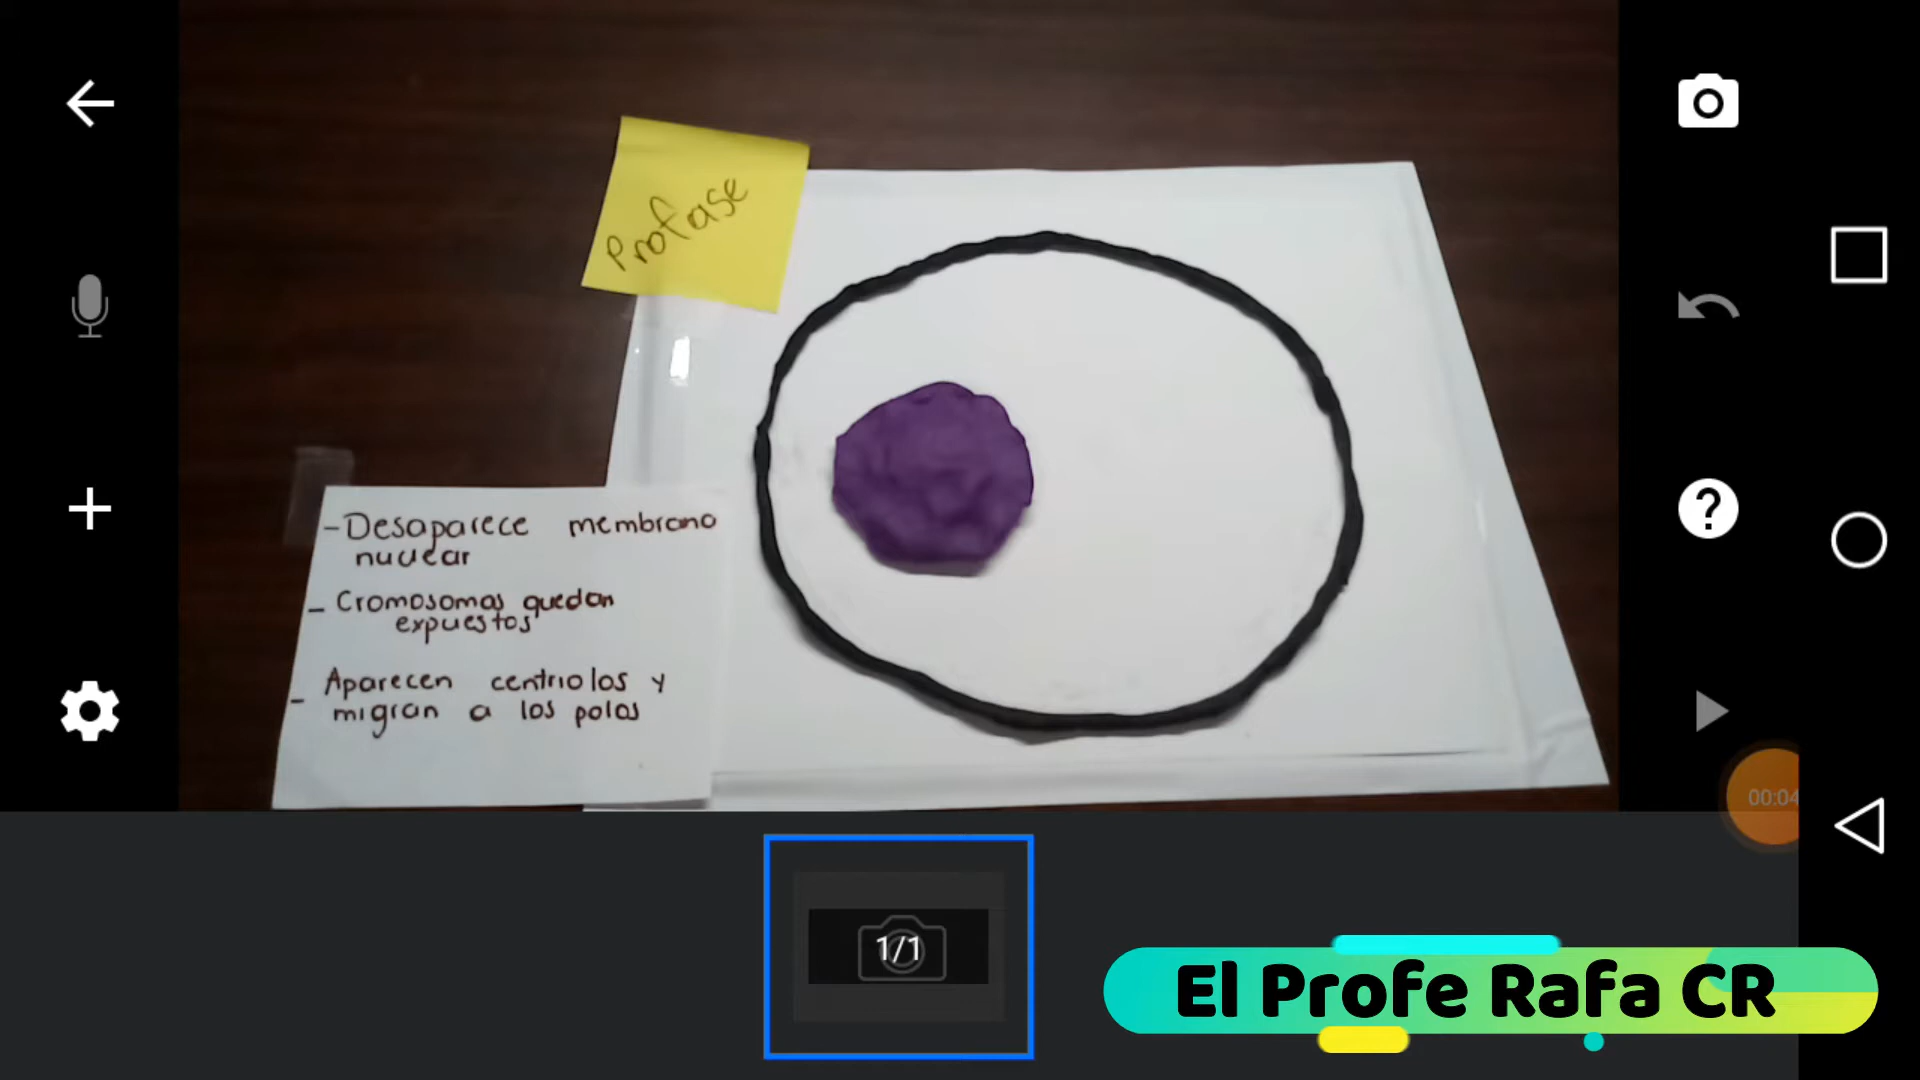 Profase
-Desaparece membrana
nuclear
- Cromosomas quedan
expuestos
- Aparecen centriolos y
migran a los polos
00:04
1/1
El Profe Rafa CR